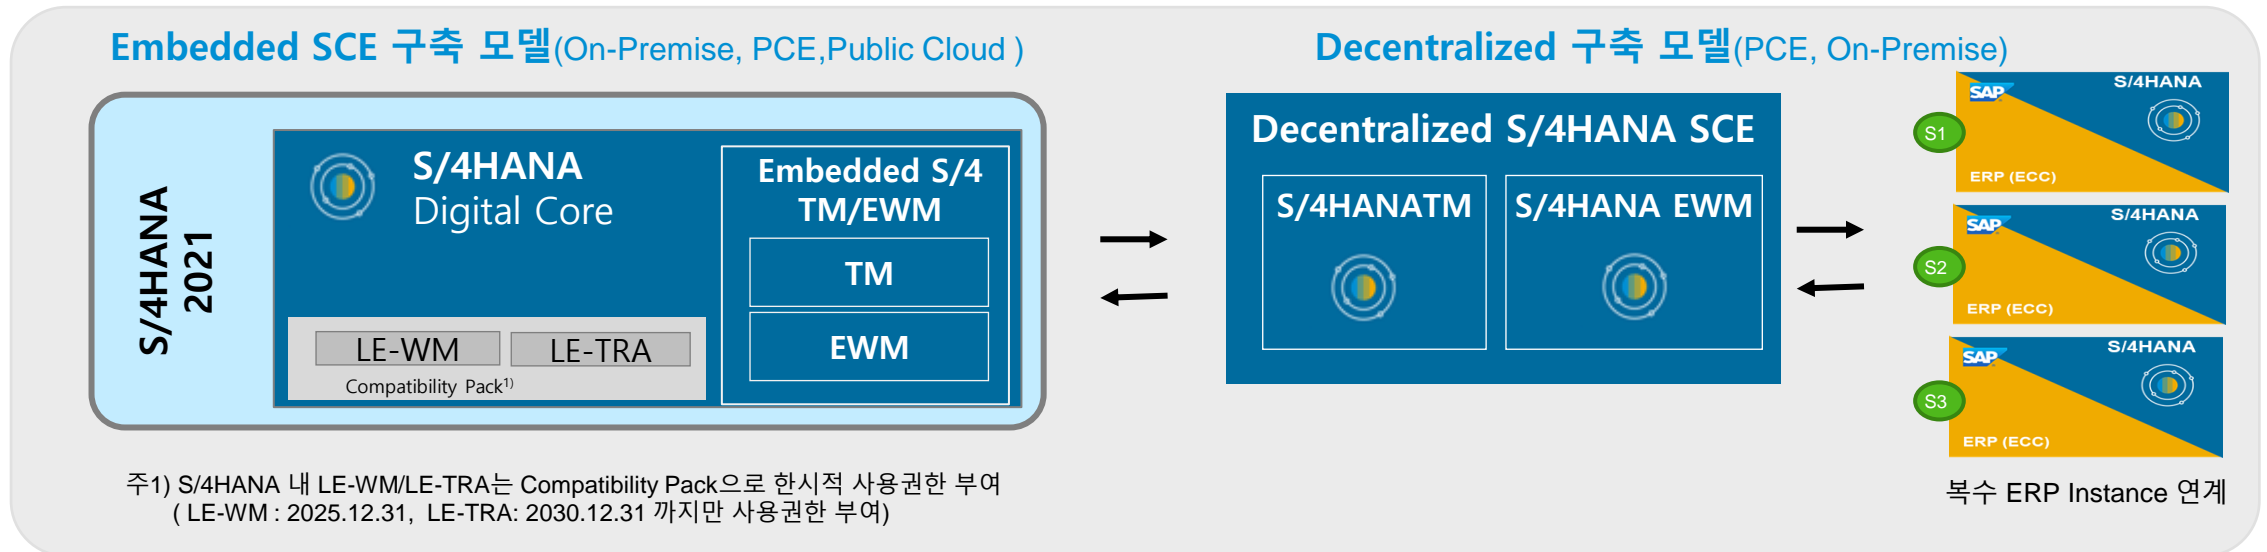 Embedded SCE 구축 모델(On-Premise, PCE,Public Cloud )
S/4HANA
2021
S/4HANA
Digital Core
LE-WM
LE-TRA
Compatibility Pack1)
Embedded S/4
TM/EWM
TM
EWM
주1) S/4HANA 내 LE-WM/LE-TRA는 Compatibility Pack으로 한시적 사용권한 부여
( LE-WM : 2025.12.31, LE-TRA: 2030.12.31 까지만 사용권한 부여)
Decentralized 구축 모델(PCE, On-Premise)
Decentralized S/4HANA SCE
S/4HANATM
S/4HANA EWM
S1
SAP
S/4HANA
ERP (ECC)
S2
SAP
S/4HANA
ERP (ECC)
S3
SAP
S/4HANA
ERP (ECC)
복수 ERP Instance 연계